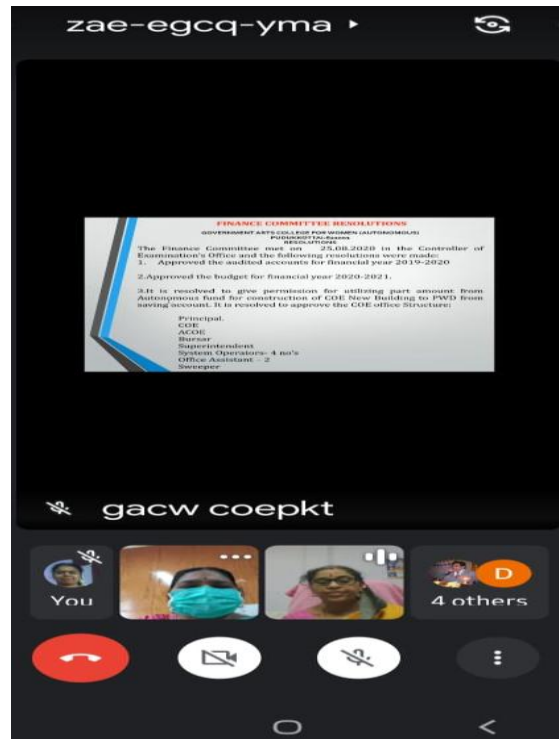 zae-egcq-yma
FINANCE COMMITTEE RESOLUTIONS
GOVERNMENT ARTS COLLEGE FOR WOMEN (AUTONOMOUS)
PUDUKKOTTAI-
RESOLUTIONS
The Finance Committee met on 25.08.2020 in the Controller of
Examination's Office and the following resolutions were made:
1. Approved the audited accounts for financial year 2019-2020
2.Approved the budget for financial year 2020-2021.
3.It is resolved to give permission for utilizing part amount from
Autonomous fund for construction of COE New Building to PWD from
saving account. It is resolved to approve the COE office Structure:
Principal.
COE
ACOE
Bursar
Superintendent
System Operators- 4 no's
Office Assistant – 2
Sweeper
gacw coepkt
You
D
4 others